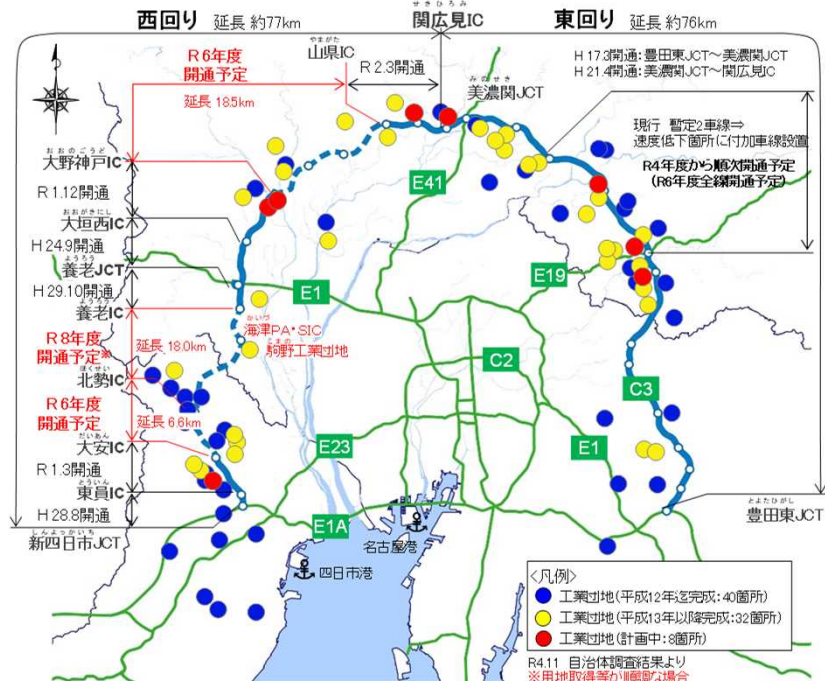 西回り 延長 約77km
せきひろみ
関広見IC
東回り 延長 約76km
R6年度
開通予定
延長 18.5km
やまがた
山県IC
R2.3開通
みのせき
美濃関JCT
H17.3開通:豊田東JCT～美濃関JCT
H21.4開通:美濃関JCT～関広見IC
現行 暫定2車線⇒
速度低下箇所に付加車線設置
R4年度から順次開通予定
(R6年度全線開通予定)
おおのごうど
大野神戸IC
R1.12開通
おおがきにし
大垣西IC
H24.9開通
ようろう
養老JCT
H29.10開通
ようろう
養老IC
R8年度
開通予定※
延長 18.0km
ほくせい
北勢IC
R6年度
開通予定
延長 6.6km
だいあん
大安IC
R1.3開通
とういん
東員IC
H28.8開通
しんよっかいち
新四日市JCT
かいづ
海津PA・SIC
こまの
駒野工業団地
E41
E1
E19
C2
C3
E1
E23
E1A
名古屋港
四日市港
とよたひがし
豊田東JCT
<凡例>
工業団地(平成12年迄完成:40箇所)
工業団地(平成13年以降完成:32箇所)
工業団地(計画中:8箇所)
R4.11 自治体調査結果より
※用地取得等が順調な場合